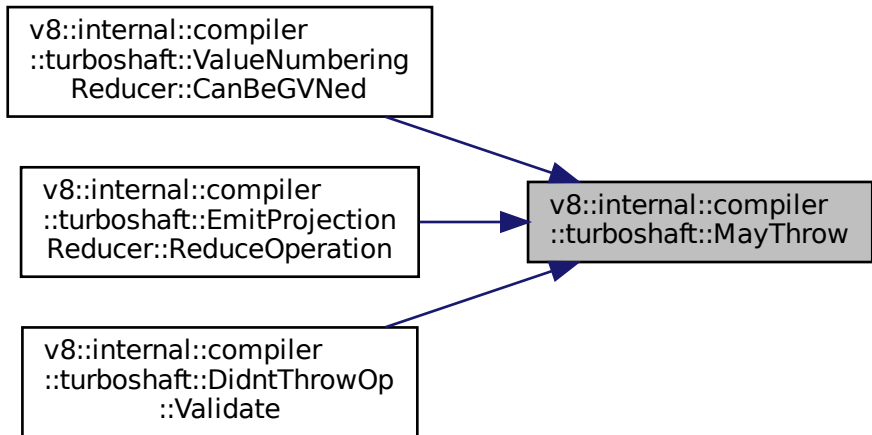 v8::internal::compiler
::turboshaft::ValueNumbering
Reducer::CanBeGVNed
v8::internal::compiler
::turboshaft::EmitProjection
Reducer::ReduceOperation
v8::internal::compiler
::turboshaft::MayThrow
v8::internal::compiler
::turboshaft::DidntThrowOp
::Validate